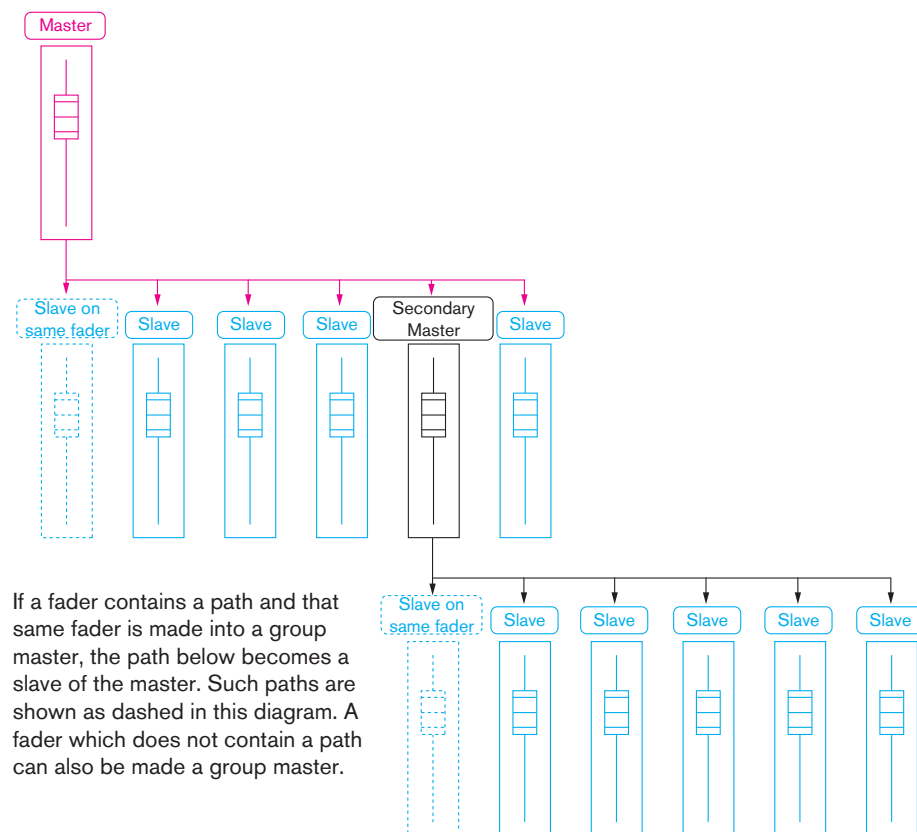 Master
Slave on
same fader
Slave
Slave
Slave
Secondary
Master
Slave
If a fader contains a path and that
same fader is made into a group
master, the path below becomes a
slave of the master. Such paths are
shown as dashed in this diagram. A
fader which does not contain a path
can also be made a group master.
Slave on
same fader
Slave
Slave
Slave
Slave
Slave